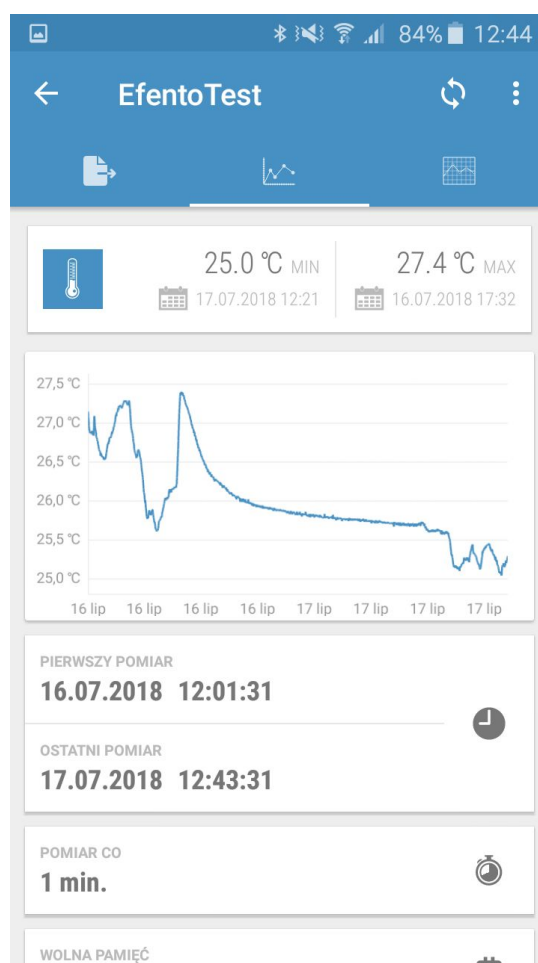 84% 12:44
EfentoTest
25.0 °C MIN
17.07.2018 12:21
27.4 °C MAX
16.07.2018 17:32
27,5 °C
27,0 °C
26,5 °C
26,0 °C
25,5 °C
25,0 °C
16 lip 16 lip 16 lip 16 lip 17 lip 17 lip 17 lip 17 lip
PIERWSZY POMIAR
16.07.2018 12:01:31
OSTATNI POMIAR
17.07.2018 12:43:31
POMIAR CO
1 min.
WOLNA PAMIĘĆ